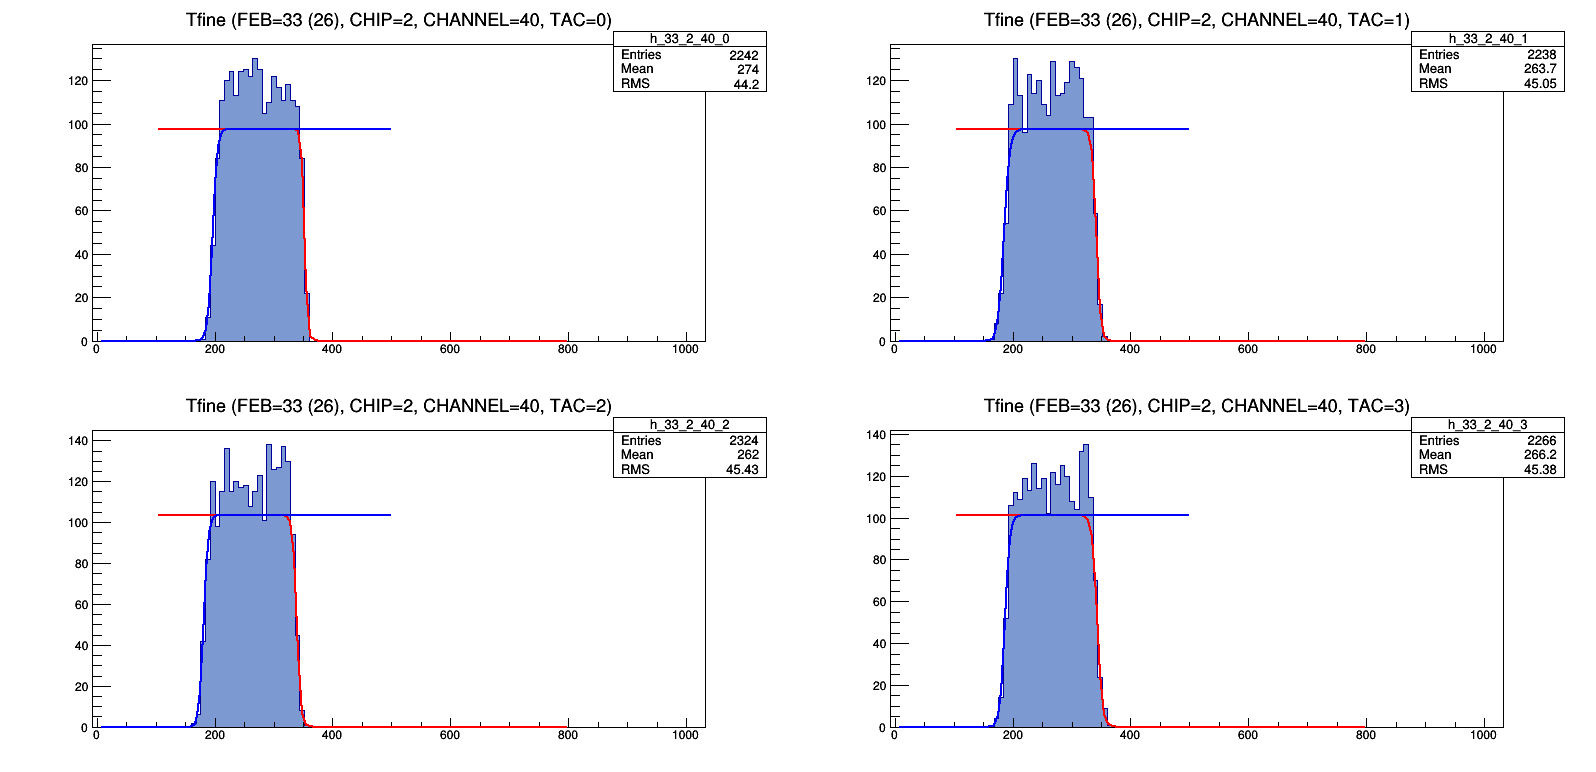 Tfine (FEB=33 (26), CHIP=2, CHANNEL=40, TAC=0)
h_33_2_40_0
Entries 2242
Mean 274
RMS 44.2
120
100
80
60
40
20
0
0 200 400 600 800 1000
Tfine (FEB=33 (26), CHIP=2, CHANNEL=40, TAC=1)
h_33_2_40_1
Entries 2238
Mean 263.7
RMS 45.05
120
100
80
60
40
20
0
0 200 400 600 800 1000
Tfine (FEB=33 (26), CHIP=2, CHANNEL=40, TAC=2)
h_33_2_40_2
Entries 2324
Mean 262
RMS 45.43
140
120
100
80
60
40
20
0
0 200 400 600 800 1000
Tfine (FEB=33 (26), CHIP=2, CHANNEL=40, TAC=3)
h_33_2_40_3
Entries 2266
Mean 266.2
RMS 45.38
140
120
100
80
60
40
20
0
0 200 400 600 800 1000